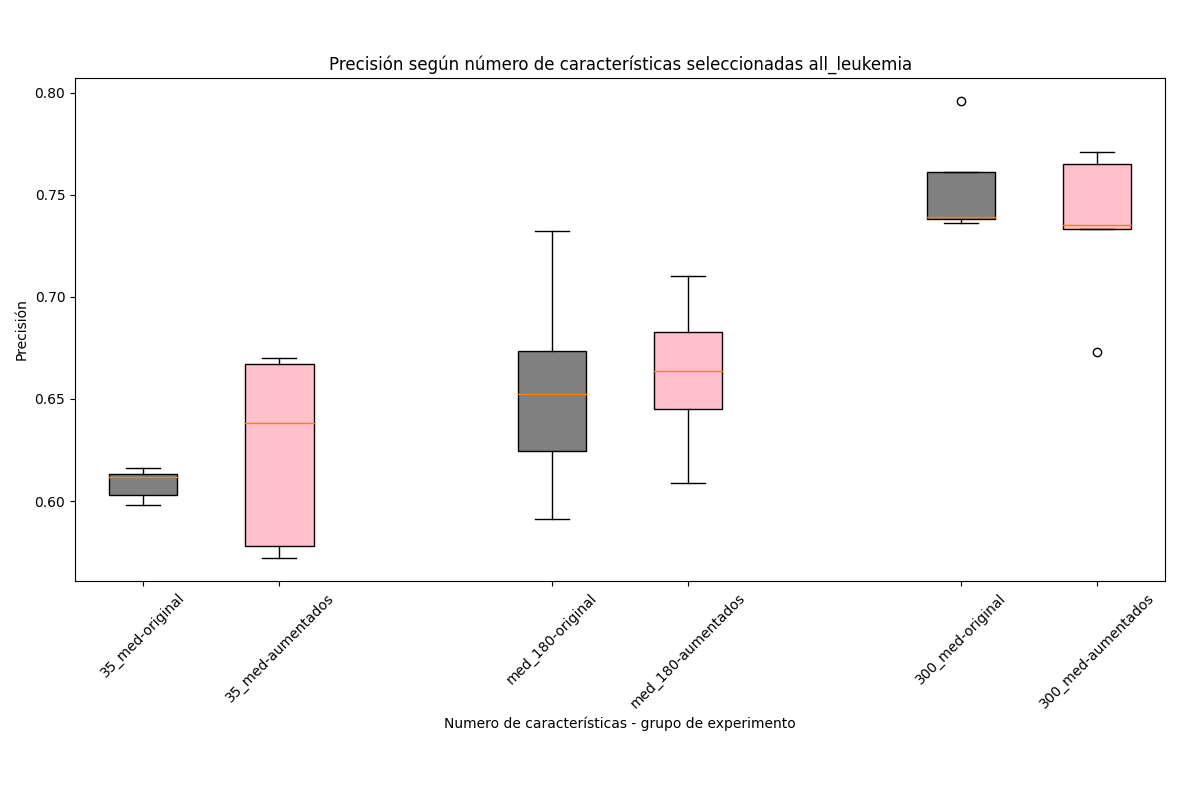 Precisión según número de características seleccionadas all_leukemia
0.80
0.75
0.70
0.65
0.60
Precisión
35_med-original
35_med-aumentados
med_180-original
med_180-aumentados
300_med-original
300_med-aumentados
Numero de características - grupo de experimento